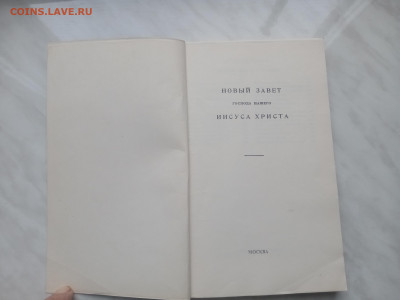 COINS.LAVE.RU
НОВЫЙ ЗАВЕТ
ГОСПОДА НАШЕГО
ИИСУСА ХРИСТА
МОСКВА